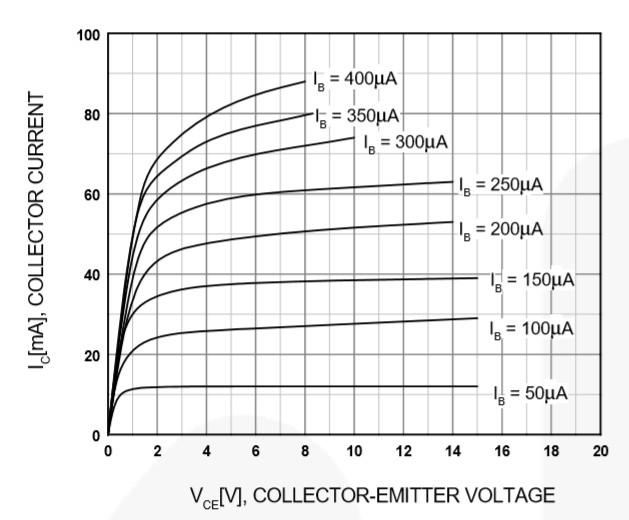 100
80
60
40
20
0
I_C[mA], COLLECTOR CURRENT
I_B = 400μA
I_B = 350μA
I_B = 300μA
I_B = 250μA
I_B = 200μA
I_B = 150μA
I_B = 100μA
I_B = 50μA
0 2 4 6 8 10 12 14 16 18 20
V_CE[V], COLLECTOR-EMITTER VOLTAGE